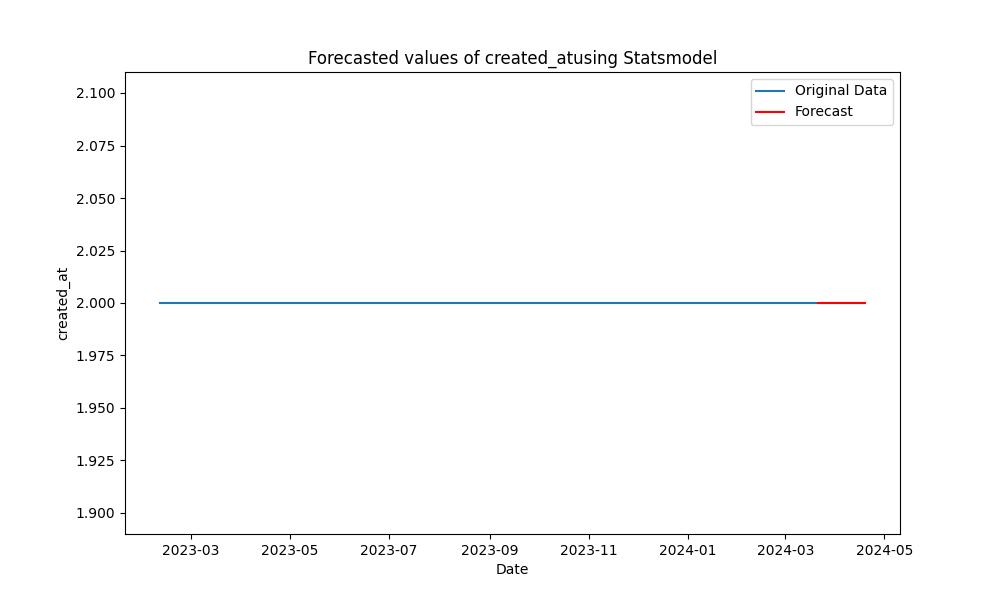 Forecasted values of created_atusing Statsmodel
Original Data
Forecast
2.100
2.075
2.050
2.025
2.000
1.975
1.950
1.925
1.900
created_at
2023-03 2023-05 2023-07 2023-09 2023-11 2024-01 2024-03 2024-05
Date